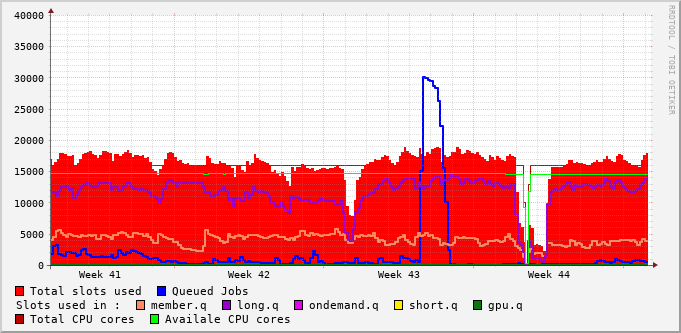 RRDTOOL / TOBI OETIKER
40000
35000
30000
25000
20000
15000
10000
5000
0
Week 41 Week 42 Week 43 Week 44
Total slots used Queued Jobs
Slots used in : member.q long.q ondemand.q short.q gpu.q
Total CPU cores Availale CPU cores